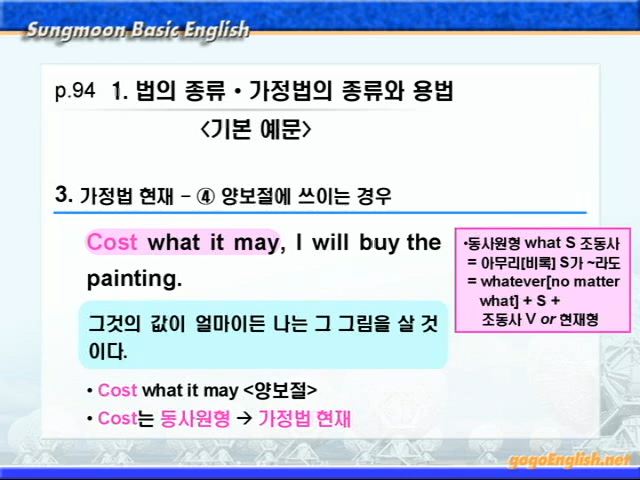 Sungmoon Basic English
p.94 1. 법의 종류 • 가정법의 종류와 용법
<기본 예문>
3. 가정법 현재 – ④ 양보절에 쓰이는 경우
Cost what it may, I will buy the
painting.
•동사원형 what S 조동사
= 아무리[비록] S가 ~라도
= whatever[no matter
what] + S +
조동사 V or 현재형
그것의 값이 얼마이든 나는 그 그림을 살 것
이다.
• Cost what it may <양보절>
• Cost는 동사원형 → 가정법 현재
gogoEnglish.net